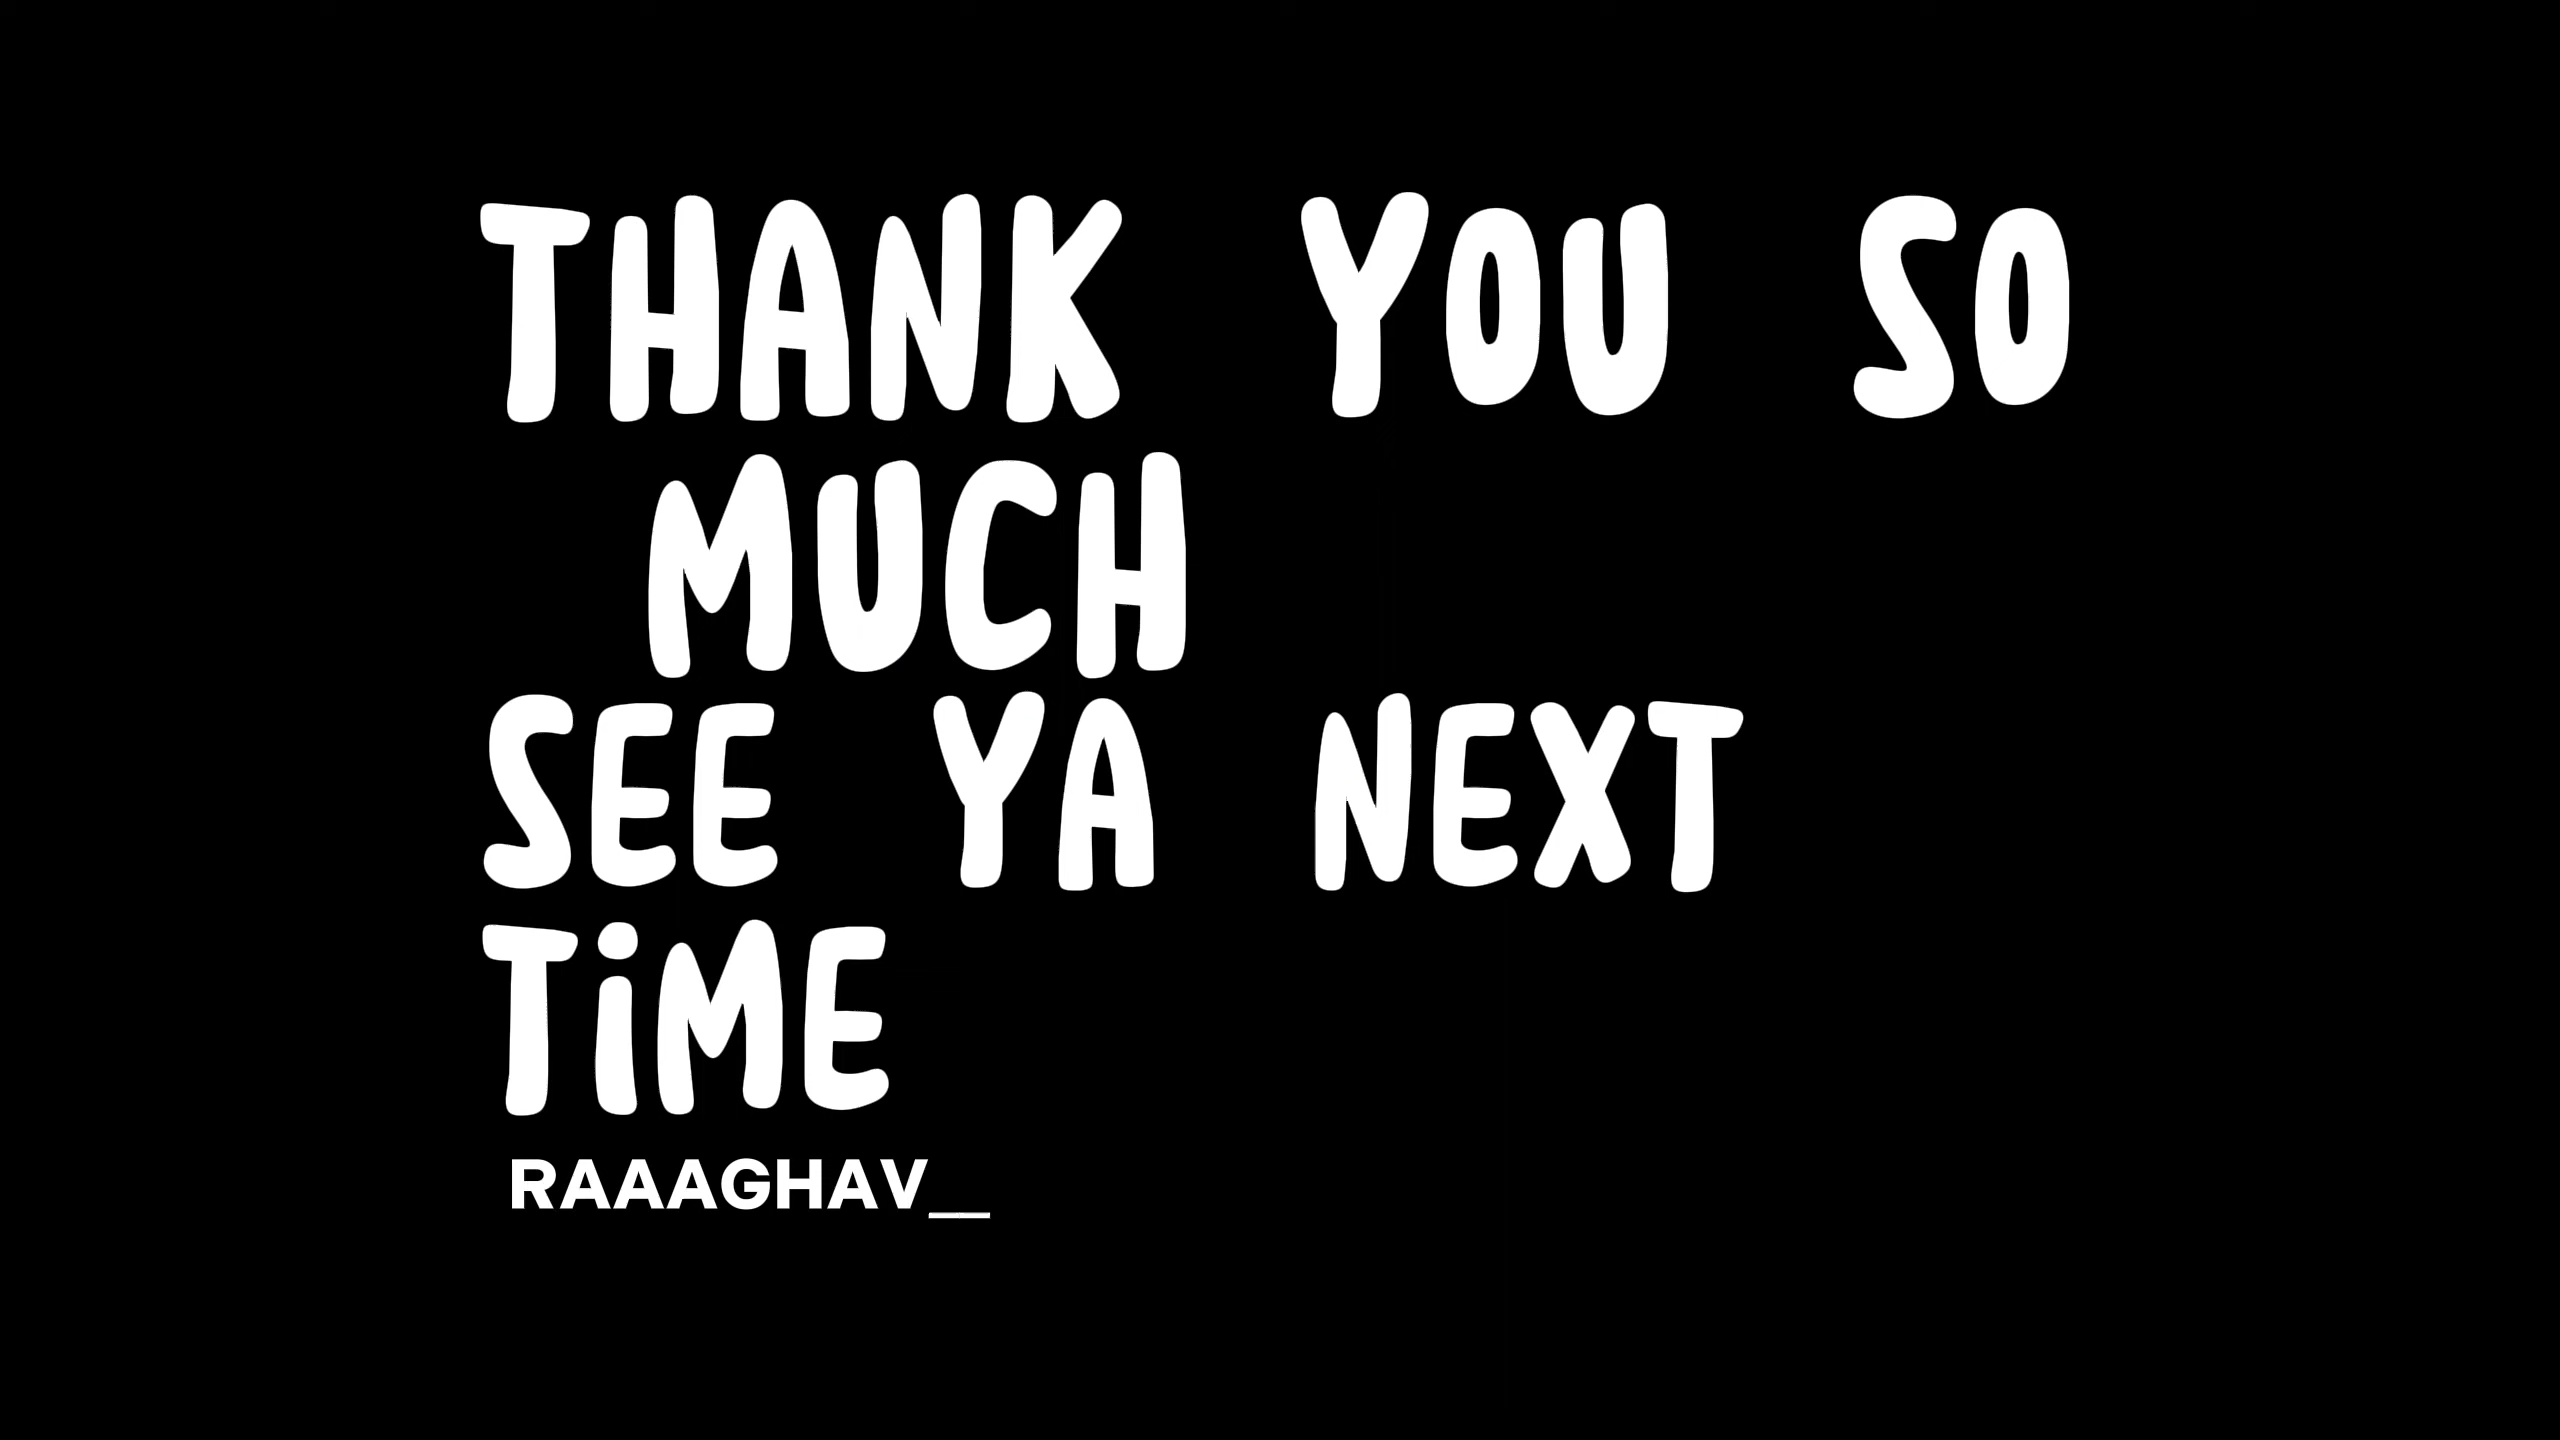 THANK YOU SO
MUCH
SEE YA NEXT
TiME
RAAAGHAV__